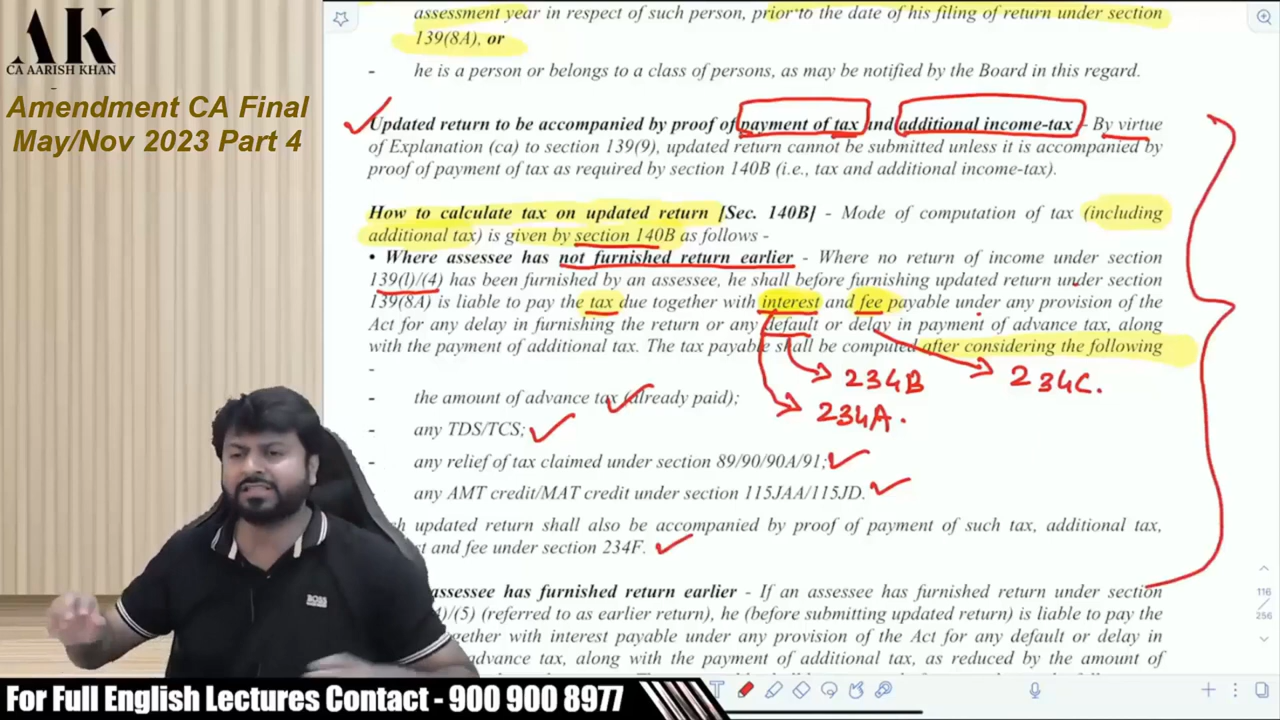 AK
CA AARISH KHAN
Amendment CA Final
May/Nov 2023 Part 4
assessment year in respect of such person, prior to the date of his filing of return under section
139(8A), or
- he is a person or belongs to a class of persons, as may be notified by the Board in this regard.
Updated return to be accompanied by proof of payment of tax and additional income-tax - By virtue
of Explanation (ca) to section 139(9), updated return cannot be submitted unless it is accompanied by
proof of payment of tax as required by section 140B (i.e., tax and additional income-tax).
How to calculate tax on updated return [Sec. 140B] - Mode of computation of tax (including
additional tax) is given by section 140B as follows -
• Where assessee has not furnished return earlier - Where no return of income under section
139(l)/(4) has been furnished by an assessee, he shall before furnishing updated return under section
139(8A) is liable to pay the tax due together with interest and fee payable under any provision of the
Act for any delay in furnishing the return or any default or delay in payment of advance tax, along
with the payment of additional tax. The tax payable shall be computed after considering the following
-
234B
234C.
- the amount of advance tax (already paid);
234A.
- any TDS/TCS;
- any relief of tax claimed under section 89/90/90A/91;
- any AMT credit/MAT credit under section 115JAA/115JD.
updated return shall also be accompanied by proof of payment of such tax, additional tax,
and fee under section 234F.
assessee has furnished return earlier - If an assessee has furnished return under section
)/(5) (referred to as earlier return), he (before submitting updated return) is liable to pay the
together with interest payable under any provision of the Act for any default or delay in
advance tax, along with the payment of additional tax, as reduced by the amount of
116
256
For Full English Lectures Contact - 900 900 8977